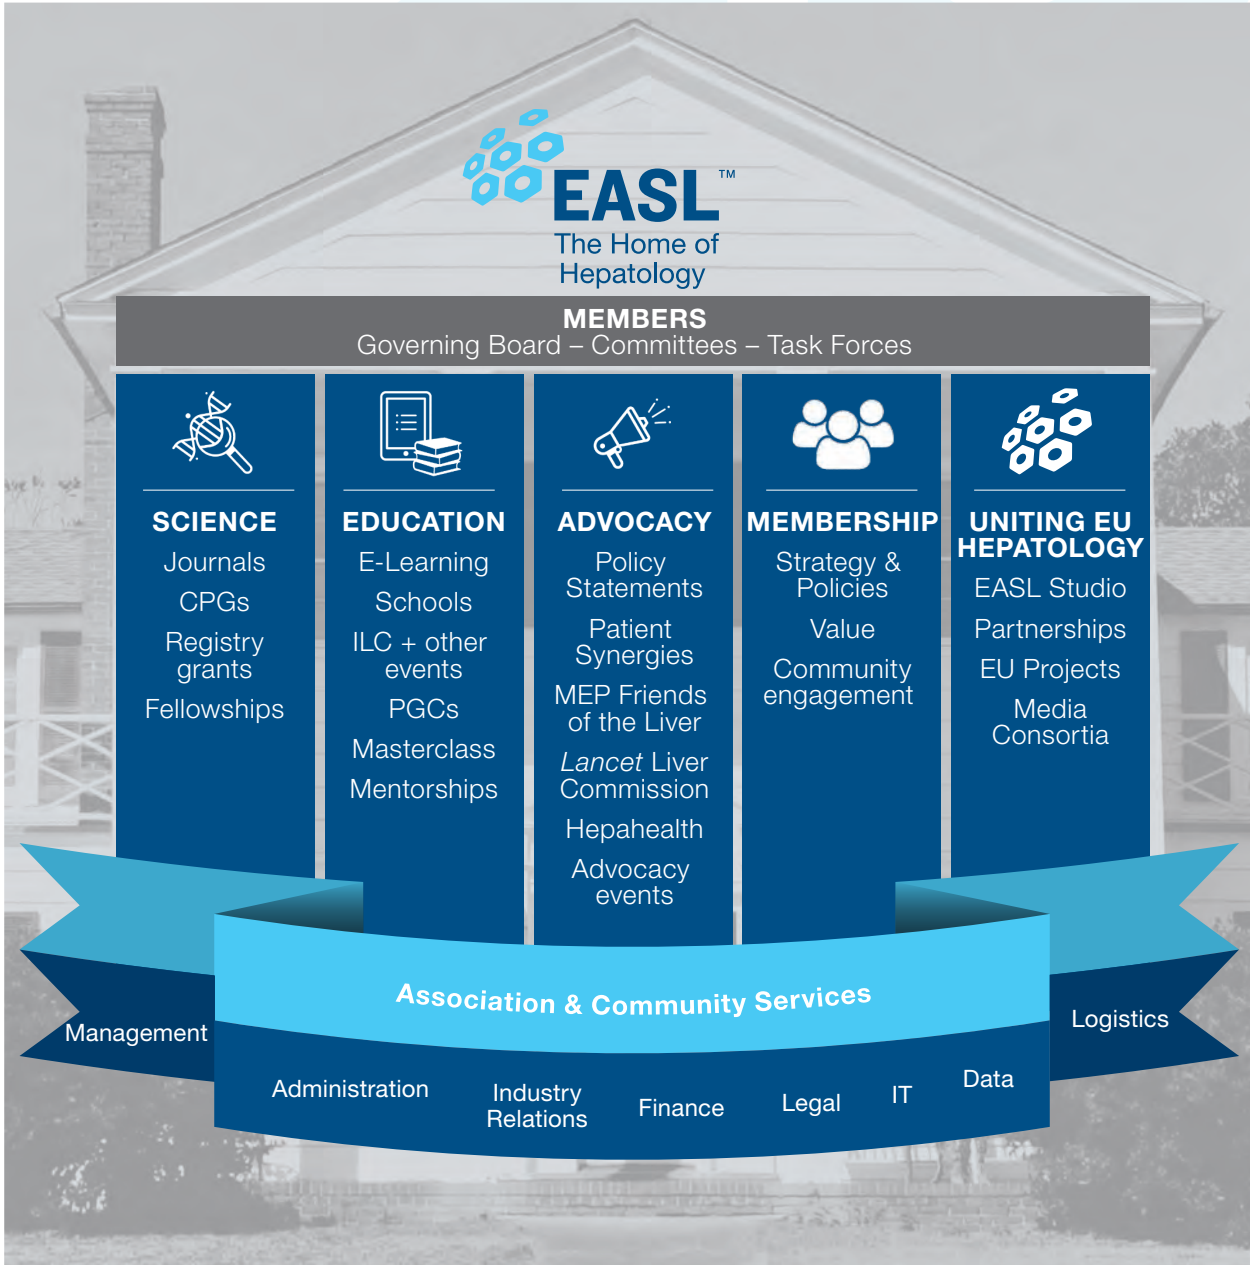 EASL™
The Home of
Hepatology
MEMBERS
Governing Board – Committees – Task Forces
SCIENCE
Journals
CPGs
Registry
grants
Fellowships
EDUCATION
E-Learning
Schools
ILC + other
events
PGCs
Masterclass
Mentorships
ADVOCACY
Policy
Statements
Patient
Synergies
MEP Friends
of the Liver
Lancet Liver
Commission
Hepahealth
Advocacy
events
MEMBERSHIP
Strategy &
Policies
Value
Community
engagement
UNITING EU
HEPATOLOGY
EASL Studio
Partnerships
EU Projects
Media
Consortia
Association & Community Services
Management
Administration
Industry
Relations
Finance
Legal
IT
Data
Logistics